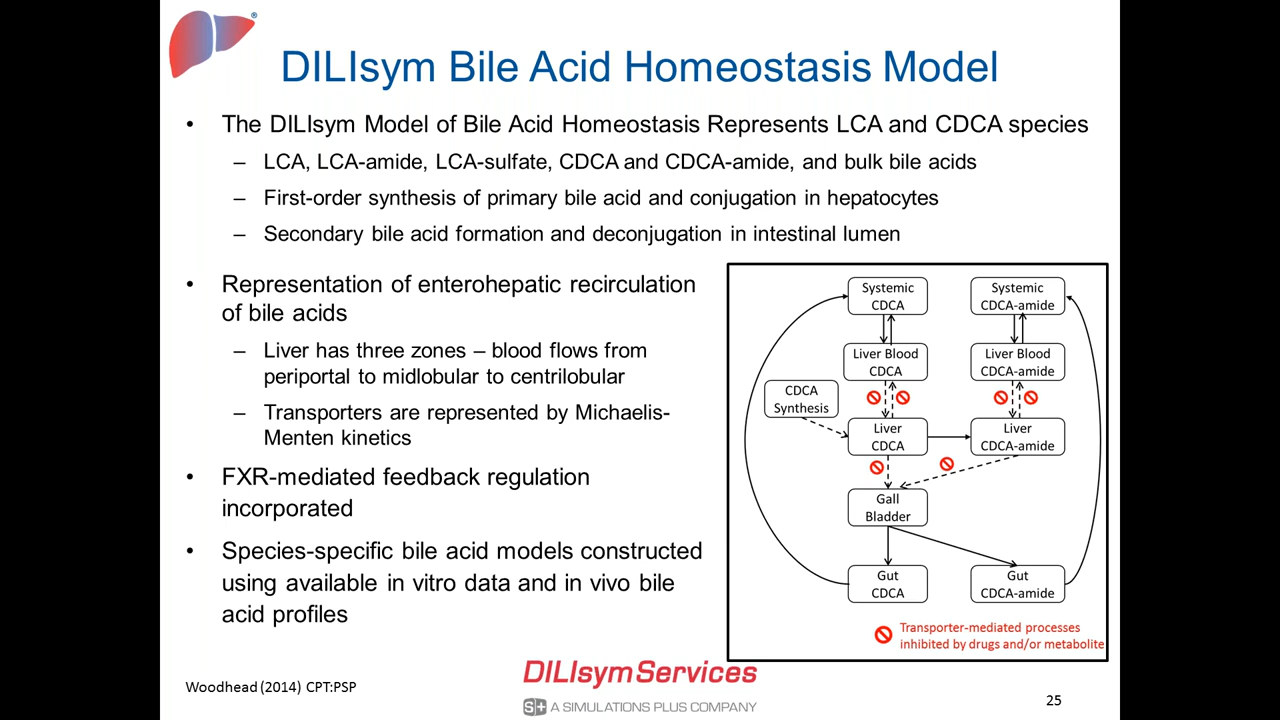 DILIsym Bile Acid Homeostasis Model
• The DILIsym Model of Bile Acid Homeostasis Represents LCA and CDCA species
– LCA, LCA-amide, LCA-sulfate, CDCA and CDCA-amide, and bulk bile acids
– First-order synthesis of primary bile acid and conjugation in hepatocytes
– Secondary bile acid formation and deconjugation in intestinal lumen
• Representation of enterohepatic recirculation
of bile acids
– Liver has three zones – blood flows from
periportal to midlobular to centrilobular
– Transporters are represented by Michaelis-
Menten kinetics
• FXR-mediated feedback regulation
incorporated
• Species-specific bile acid models constructed
using available in vitro data and in vivo bile
acid profiles
Systemic
CDCA
Systemic
CDCA-amide
Liver Blood
CDCA
Liver Blood
CDCA-amide
CDCA
Synthesis
Liver
CDCA
Liver
CDCA-amide
Gall
Bladder
Gut
CDCA
Gut
CDCA-amide
Transporter-mediated processes
inhibited by drugs and/or metabolite
Woodhead (2014) CPT:PSP
DILIsymServices
S+ A SIMULATIONS PLUS COMPANY
25